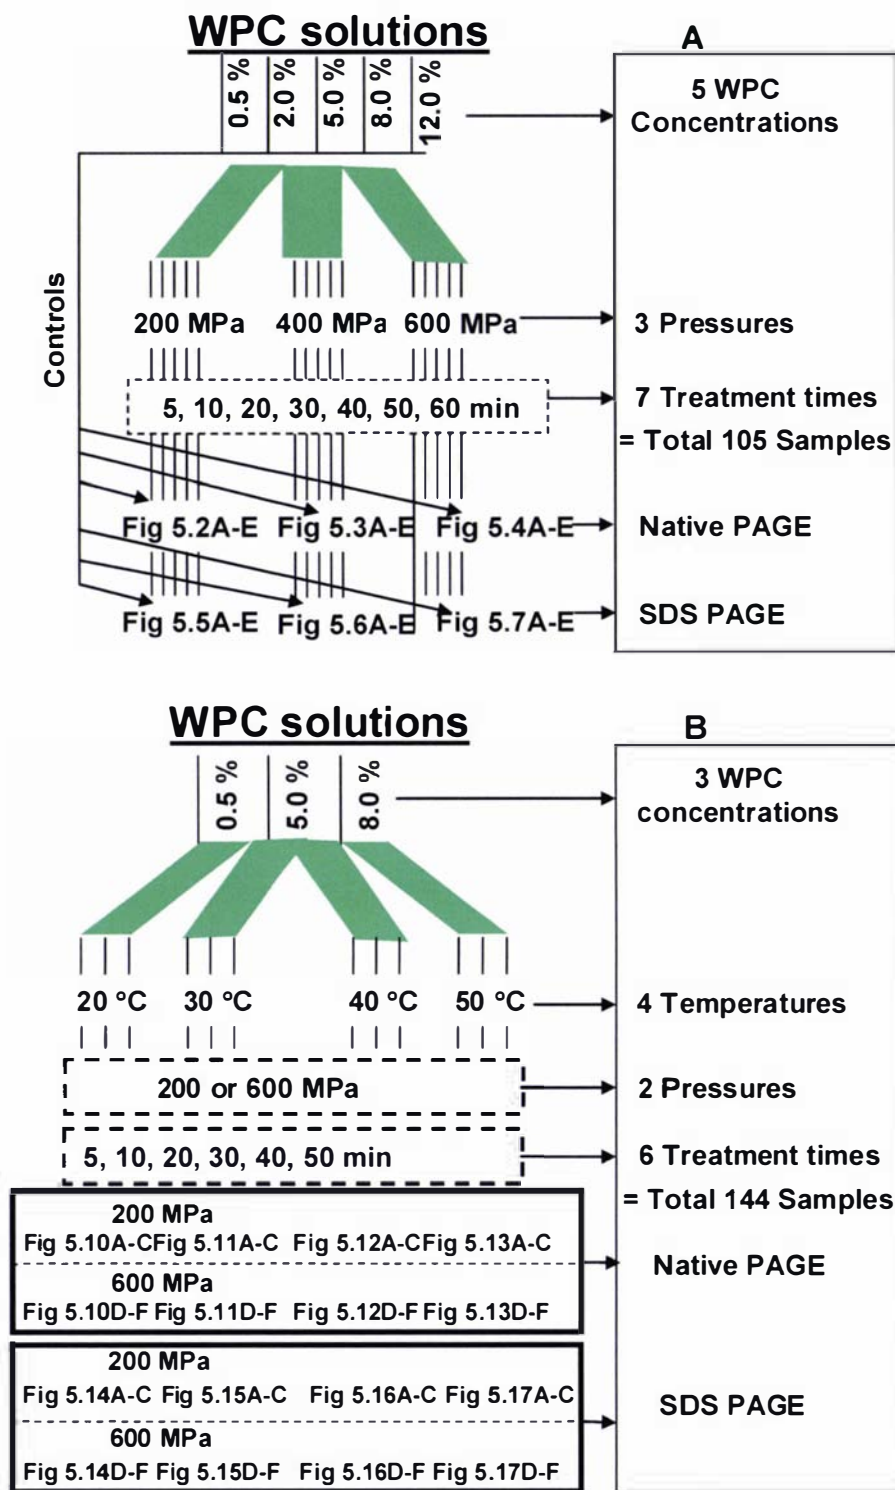 WPC solutions
A
0.5 %
2.0 %
5.0 %
8.0 %
12.0 %
5 WPC
Concentrations
Controls
200 MPa 400 MPa 600 MPa
3 Pressures
5, 10, 20, 30, 40, 50, 60 min
7 Treatment times
= Total 105 Samples
Fig 5.2A-E Fig 5.3A-E Fig 5.4A-E
Native PAGE
Fig 5.5A-E Fig 5.6A-E Fig 5.7A-E
SDS PAGE
WPC solutions
B
0.5 %
5.0 %
8.0 %
3 WPC
concentrations
20 °C 30 °C 40 °C 50 °C
4 Temperatures
200 or 600 MPa
2 Pressures
5, 10, 20, 30, 40, 50 min
6 Treatment times
= Total 144 Samples
200 MPa
Fig 5.10A-C Fig 5.11A-C Fig 5.12A-C Fig 5.13A-C
Native PAGE
600 MPa
Fig 5.10D-F Fig 5.11D-F Fig 5.12D-F Fig 5.13D-F
200 MPa
Fig 5.14A-C Fig 5.15A-C Fig 5.16A-C Fig 5.17A-C
SDS PAGE
600 MPa
Fig 5.14D-F Fig 5.15D-F Fig 5.16D-F Fig 5.17D-F